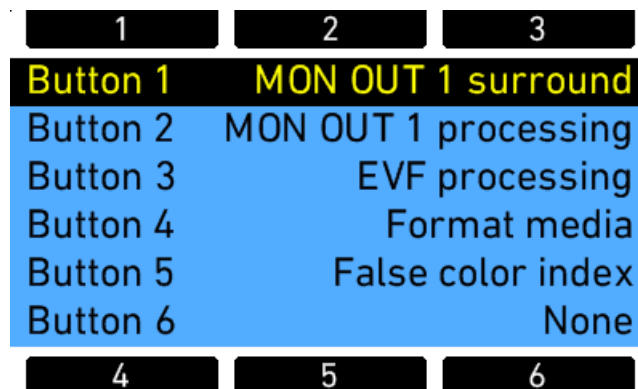 1 2 3
Button 1 MON OUT 1 surround
Button 2 MON OUT 1 processing
Button 3 EVF processing
Button 4 Format media
Button 5 False color index
Button 6 None
4 5 6